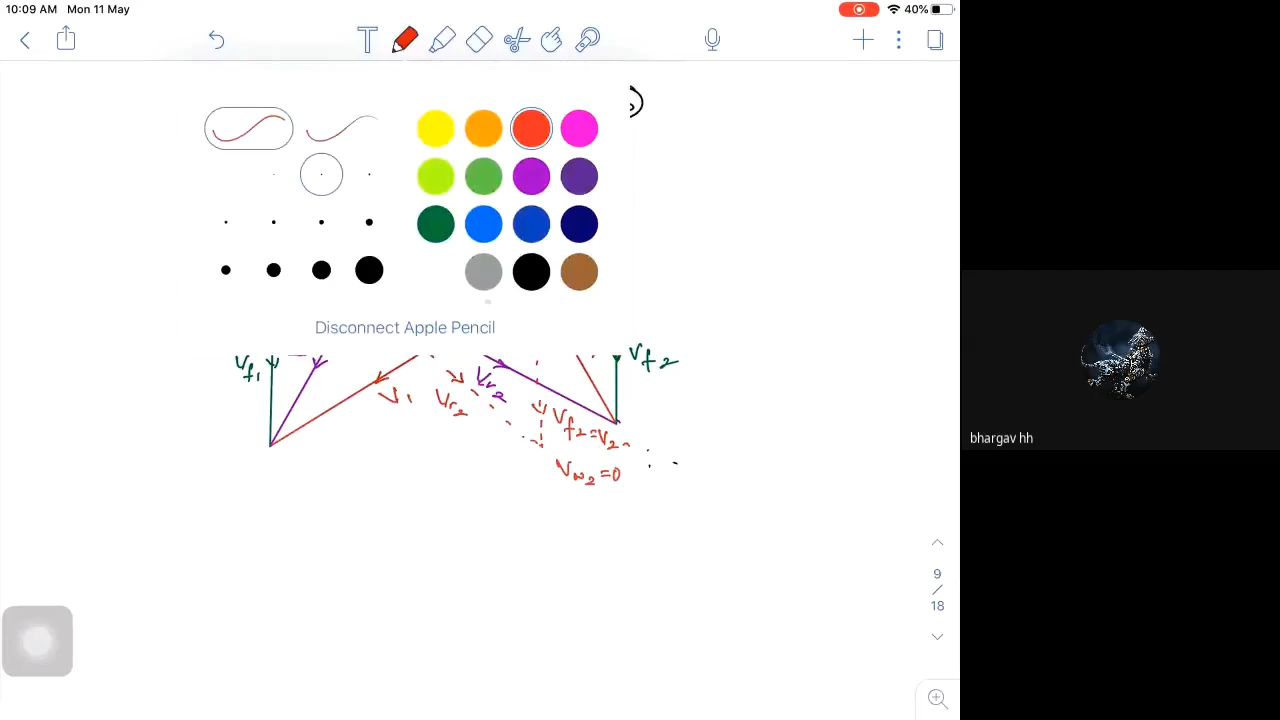 10:09 AM Mon 11 May
40%
T
Disconnect Apple Pencil
Vf1
Vf2
V1
Vr2
Vr2
Vf2=V2
Vw2=0
9
/
18
bhargav hh